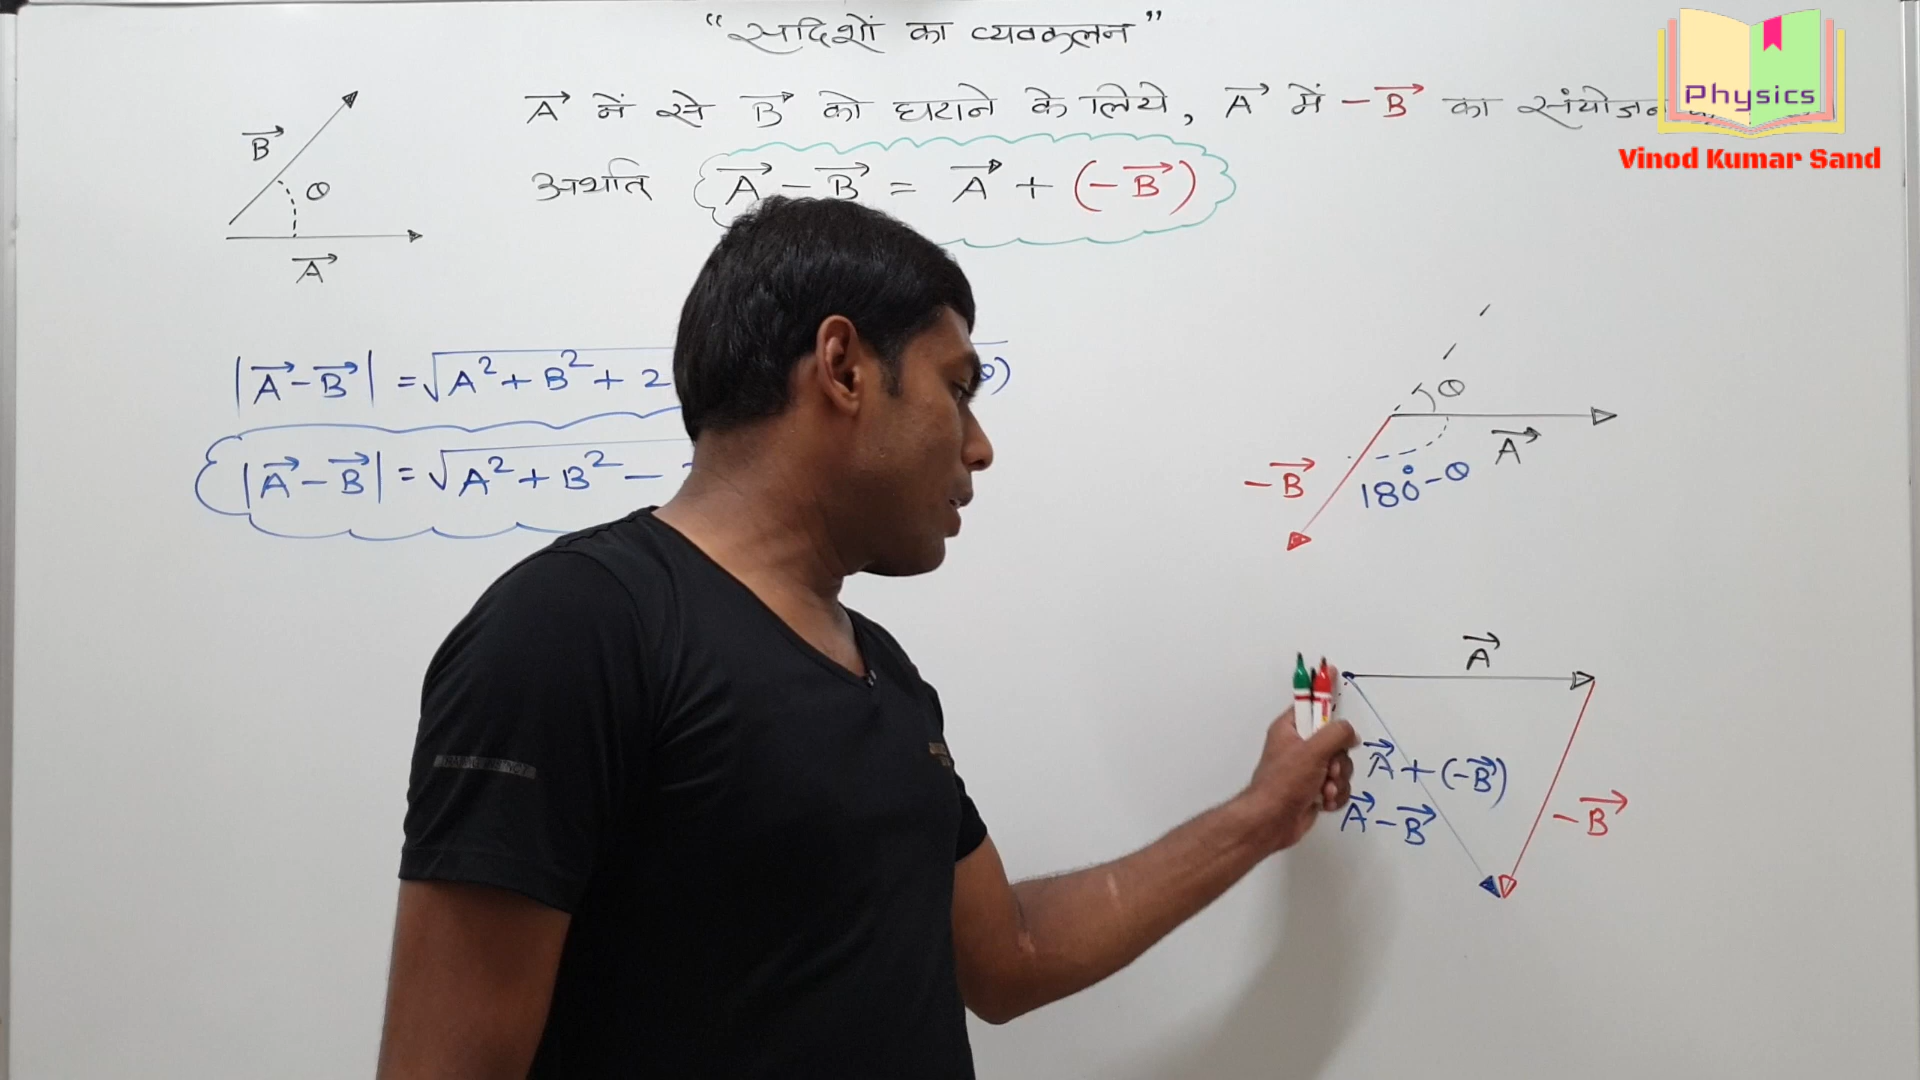 “सदिशों का व्यवकलन”
A⃗ में से B⃗ को घटाने के लिये, A⃗ में -B⃗ का संयोजन
अर्थात् A⃗ - B⃗ = A⃗ + (-B⃗)
Physics
Vinod Kumar Sand
B⃗
θ
A⃗
|A⃗-B⃗| = √A²+B²+2 θ)
|A⃗-B⃗| = √A²+B²-
θ
A⃗
-B⃗
180°-θ
A⃗
A⃗+(-B⃗)
A⃗-B⃗
-B⃗